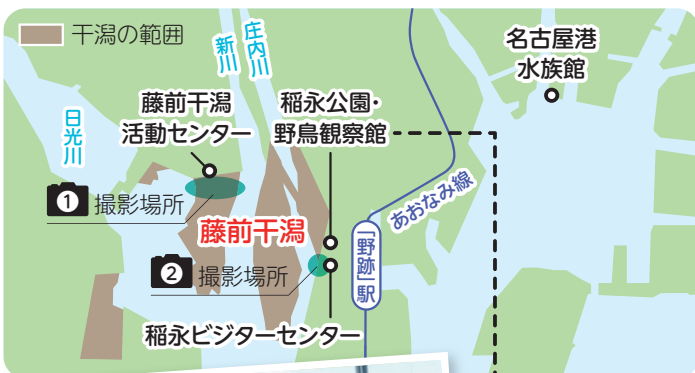 干潟の範囲
新川
庄内川
名古屋港
水族館
藤前干潟
活動センター
稲永公園・
野鳥観察館
日光川
1 撮影場所
藤前干潟
あおなみ線
「野跡」駅
2 撮影場所
稲永ビジターセンター